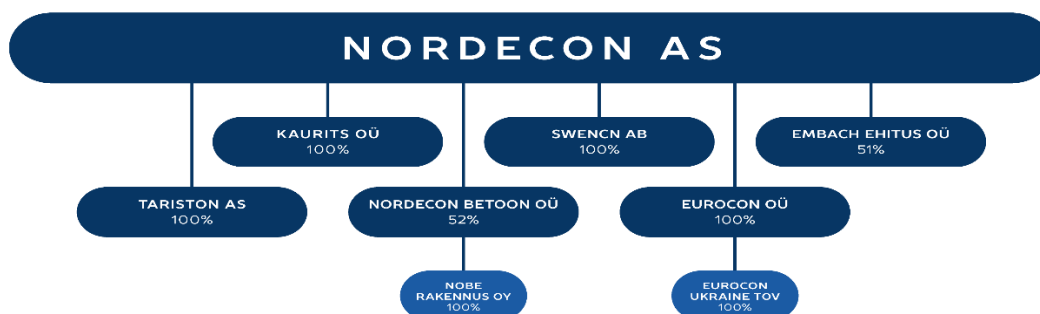 NORDECON AS
KAURITS OÜ
100%
SWENCN AB
100%
EMBACH EHITUS OÜ
51%
TARISTON AS
100%
NORDECON BETOON OÜ
52%
EUROCON OÜ
100%
NOBE
RAKENNUS OY
100%
EUROCON
UKRAINE TOV
100%